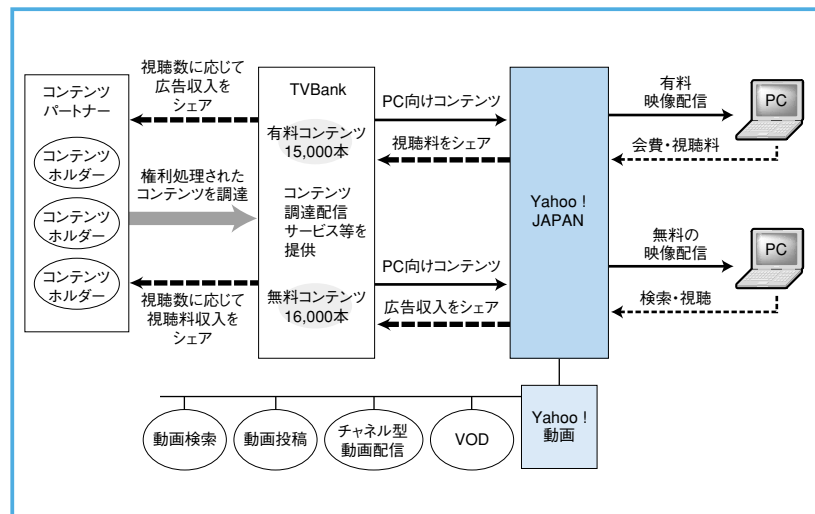 コンテンツ
パートナー
コンテンツ
ホルダー
コンテンツ
ホルダー
コンテンツ
ホルダー
視聴数に応じて
広告収入を
シェア
権利処理された
コンテンツを調達
視聴数に応じて
視聴料収入を
シェア
TVBank
有料コンテンツ
15,000本
コンテンツ
調達配信
サービス等を
提供
無料コンテンツ
16,000本
PC向けコンテンツ
視聴料をシェア
PC向けコンテンツ
広告収入をシェア
Yahoo!
JAPAN
有料
映像配信
会費・視聴料
PC
無料の
映像配信
検索・視聴
PC
動画検索
動画投稿
チャネル型
動画配信
VOD
Yahoo!
動画